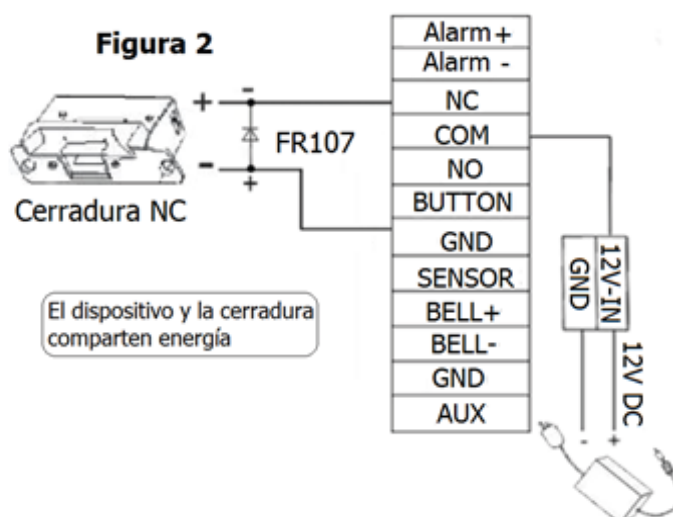 Figura 2
+
-
-
+
FR107
Cerradura NC
El dispositivo y la cerradura
comparten energía
Alarm+
Alarm -
NC
COM
NO
BUTTON
GND
SENSOR
BELL+
BELL-
GND
AUX
GND
12V-IN
12V DC
-
+